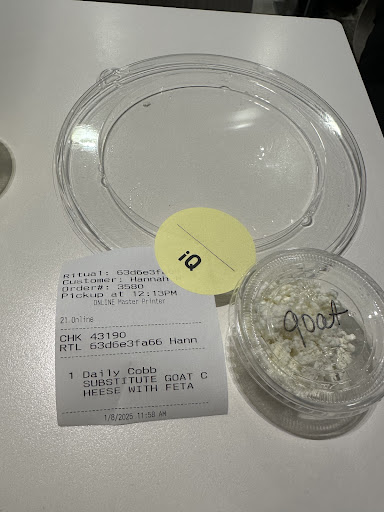 iQ
Ritual: 63d6e3fa
Customer: Hannah
Order#: 3580
Pickup at 12:13PM
ONLINE Master Printer
21 Online
CHK 43190
RTL 63d6e3fa66 Hann
1 Daily Cobb
SUBSTITUTE GOAT C
HEESE WITH FETA
1/8/2025 11:58 AM
goat